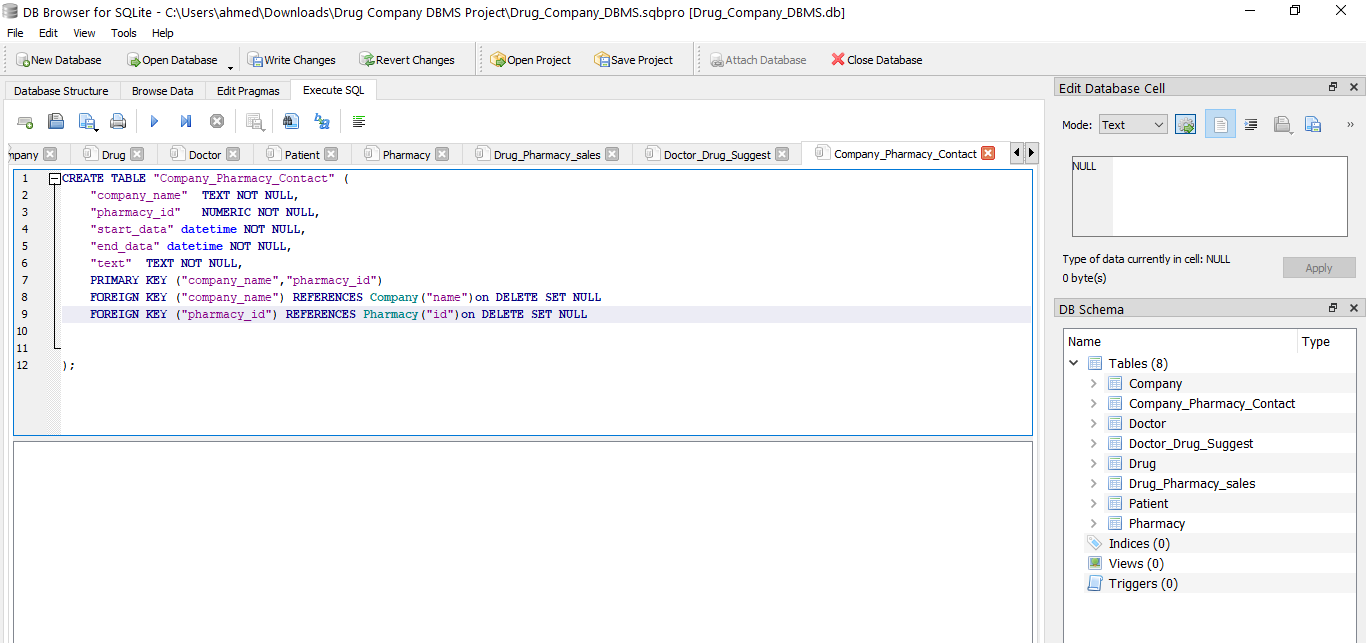 DB Browser for SQLite - C:\Users\ahmed\Downloads\Drug Company DBMS Project\Drug_Company_DBMS.sqbpro [Drug_Company_DBMS.db]
File Edit View Tools Help
New Database Open Database Write Changes Revert Changes Open Project Save Project Attach Database Close Database
Database Structure Browse Data Edit Pragmas Execute SQL
mpany Drug Doctor Patient Pharmacy Drug_Pharmacy_sales Doctor_Drug_Suggest Company_Pharmacy_Contact
1 CREATE TABLE "Company_Pharmacy_Contact" (
2 "company_name" TEXT NOT NULL,
3 "pharmacy_id" NUMERIC NOT NULL,
4 "start_data" datetime NOT NULL,
5 "end_data" datetime NOT NULL,
6 "text" TEXT NOT NULL,
7 PRIMARY KEY ("company_name","pharmacy_id")
8 FOREIGN KEY ("company_name") REFERENCES Company("name")on DELETE SET NULL
9 FOREIGN KEY ("pharmacy_id") REFERENCES Pharmacy("id")on DELETE SET NULL
10
11
12 );
Edit Database Cell
Mode: Text
NULL
Type of data currently in cell: NULL
0 byte(s)
Apply
DB Schema
Name Type
Tables (8)
Company
Company_Pharmacy_Contact
Doctor
Doctor_Drug_Suggest
Drug
Drug_Pharmacy_sales
Patient
Pharmacy
Indices (0)
Views (0)
Triggers (0)